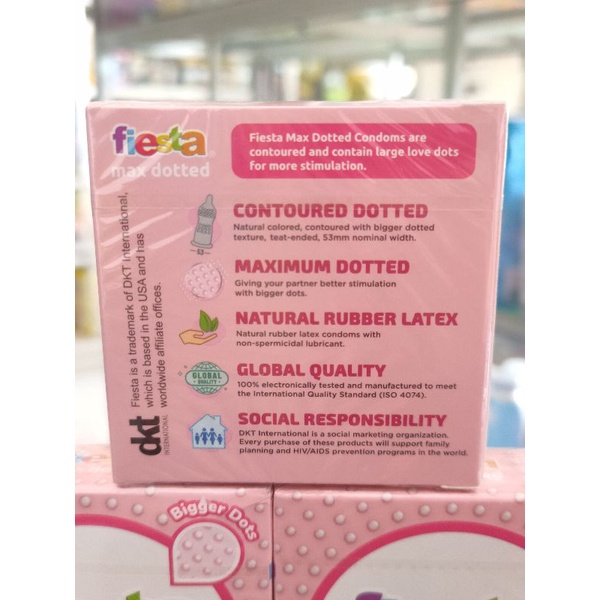 fiesta
max dotted
Fiesta Max Dotted Condoms are
contoured and contain large love dots
for more stimulation.
CONTOURED DOTTED
Natural colored, contoured with bigger dotted
texture, teat-ended, 53mm nominal width.
53
MAXIMUM DOTTED
Giving your partner better stimulation
with bigger dots.
NATURAL RUBBER LATEX
Natural rubber latex condoms with
non-spermicidal lubricant.
GLOBAL QUALITY
100% electronically tested and manufactured to meet
the International Quality Standard (ISO 4074).
GLOBAL
QUALITY
SOCIAL RESPONSIBILITY
DKT International is a social marketing organization.
Every purchase of these products will support family
planning and HIV/AIDS prevention programs in the world.
dkt
INTERNATIONAL
Fiesta is a trademark of DKT International,
which is based in the USA and has
worldwide affiliate offices.
Bigger Dots